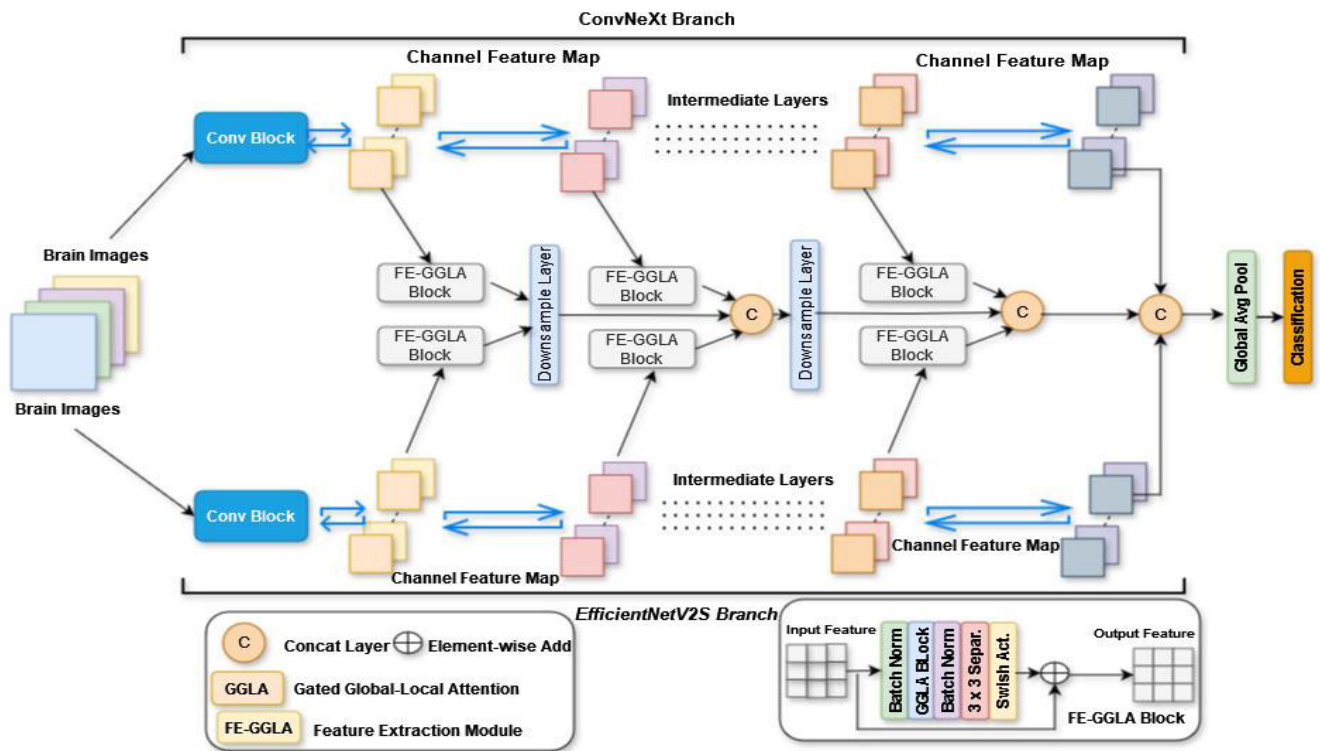 ConvNeXt Branch
Channel Feature Map
Channel Feature Map
Conv Block
Intermediate Layers
Brain Images
FE-GGLA
Block
Downsample Layer
FE-GGLA
Block
Downsample Layer
FE-GGLA
Block
C
C
C
Global Avg Pool
Classification
FE-GGLA
Block
FE-GGLA
Block
FE-GGLA
Block
Brain Images
Conv Block
Intermediate Layers
Channel Feature Map
Channel Feature Map
EfficientNetV2S Branch
C
Concat Layer
Element-wise Add
GGLA
Gated Global-Local Attention
FE-GGLA
Feature Extraction Module
Input Feature
Batch Norm
GGLA BLock
Batch Norm
3 x 3 Separ.
Swish Act.
Output Feature
FE-GGLA Block